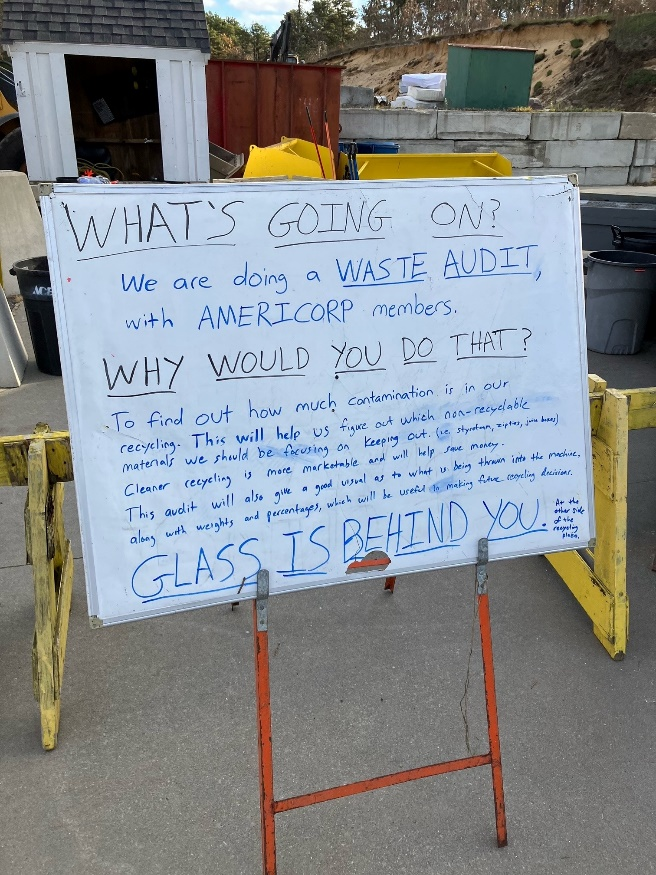 WHAT'S GOING ON?
We are doing a WASTE AUDIT,
with AMERICORP members.
WHY WOULD YOU DO THAT?
To find out how much contamination is in our
recycling. This will help us figure out which non-recyclable
materials we should be focusing on keeping out. (ie. styrofoam, zipties, juice boxes)
Cleaner recycling is more marketable and will help save money.
This audit will also give a good visual as to what is being thrown into the machine,
along with weights and percentages, which will be useful to making future recycling decisions.
GLASS IS BEHIND YOU.
At the
other side
of the
recycling
plaza.
ACE